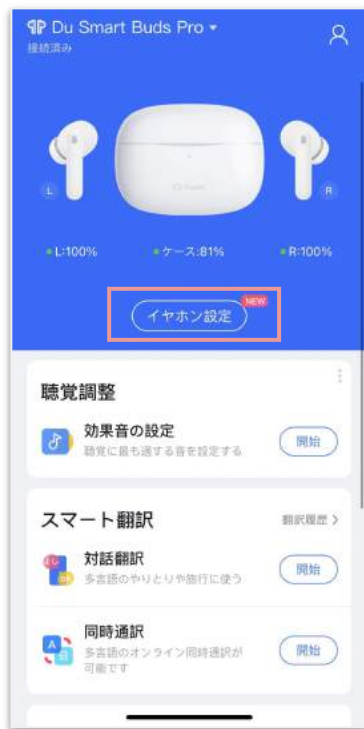 Du Smart Buds Pro
接続済み
L
R
L:100%
ケース:81%
R:100%
NEW
イヤホン設定
聴覚調整
効果音の設定
聴覚に最も適する音を設定する
開始
スマート翻訳
翻訳履歴 >
対話翻訳
多言語のやりとりや旅行に使う
開始
同時通訳
多言語のオンライン同時通訳が
可能です
開始